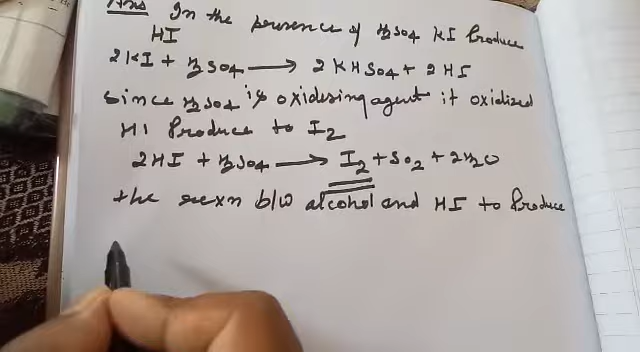 Ans In the presence of H2SO4 KI Produce
HI
2KI + H2SO4 → 2KHSO4 + 2HI
Since H2SO4 is oxidesing agent it oxidized
HI Produce to I2
2HI + H2SO4 → I2 + SO2 + 2H2O
the rexn b/w alcohol and HI to Produce